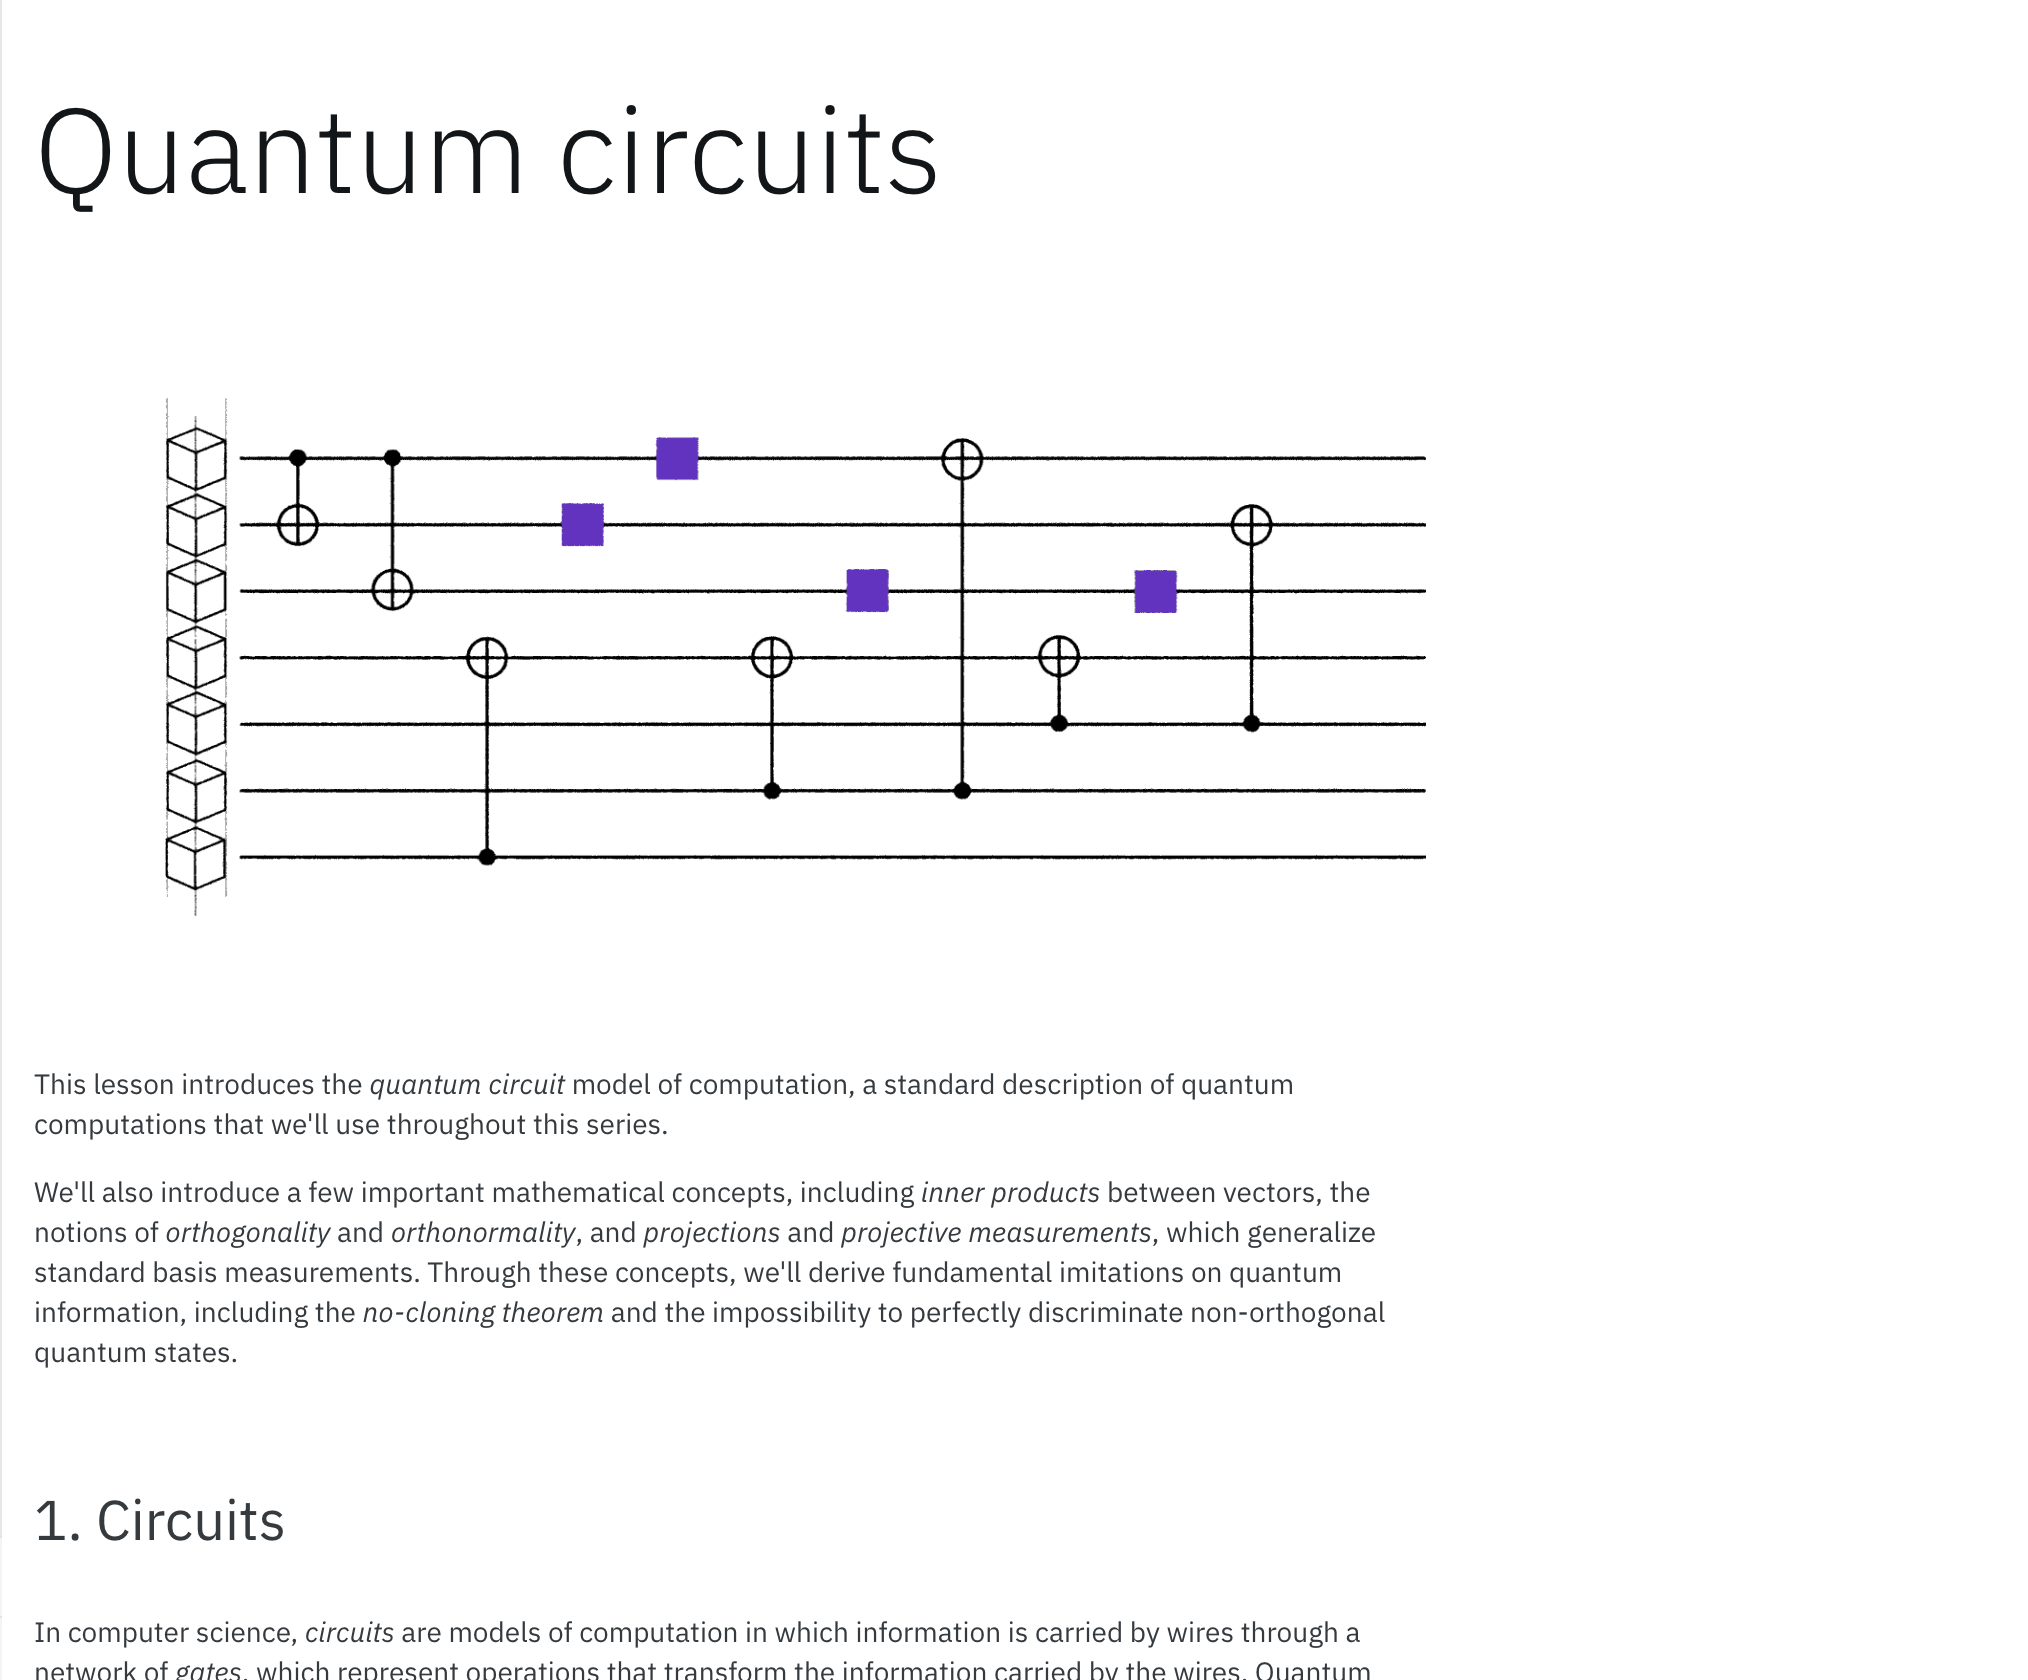 Quantum circuits
This lesson introduces the quantum circuit model of computation, a standard description of quantum
computations that we'll use throughout this series.
We'll also introduce a few important mathematical concepts, including inner products between vectors, the
notions of orthogonality and orthonormality, and projections and projective measurements, which generalize
standard basis measurements. Through these concepts, we'll derive fundamental imitations on quantum
information, including the no-cloning theorem and the impossibility to perfectly discriminate non-orthogonal
quantum states.
1. Circuits
In computer science, circuits are models of computation in which information is carried by wires through a
network of gates, which represent operations that transform the information carried by the wires. Quantum